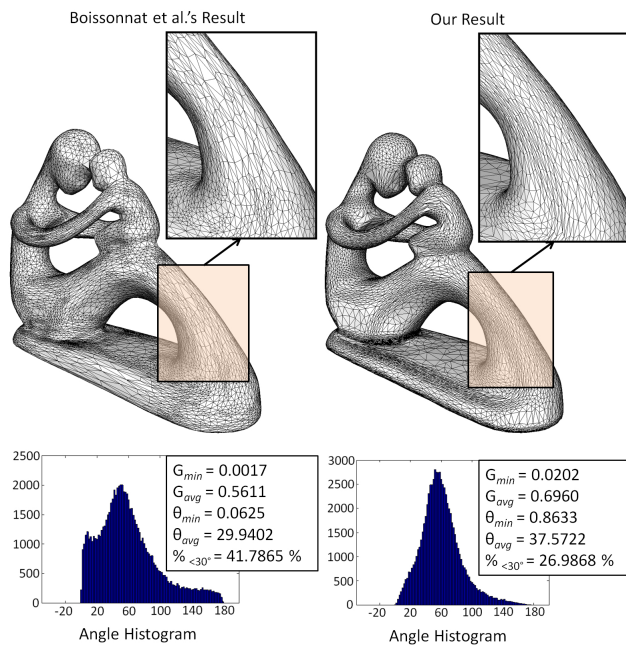 Boissonnat et al.'s Result
Our Result
2500
2000
1500
1000
500
0
-20 20 60 100 140 180
Angle Histogram
G_min = 0.0017
G_avg = 0.5611
θ_min = 0.0625
θ_avg = 29.9402
% <30° = 41.7865 %
3000
2500
2000
1500
1000
500
0
-20 20 60 100 140 180
Angle Histogram
G_min = 0.0202
G_avg = 0.6960
θ_min = 0.8633
θ_avg = 37.5722
% <30° = 26.9868 %